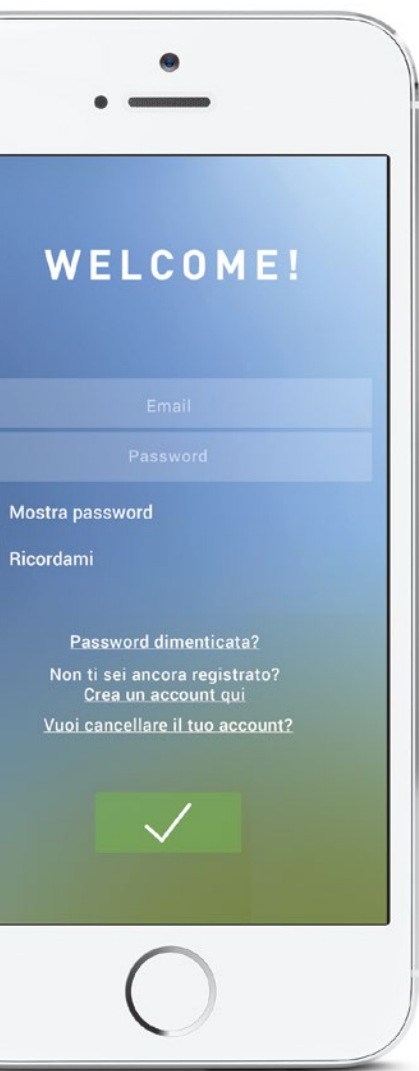 WELCOME!
Email
Password
Mostra password
Ricordami
Password dimenticata?
Non ti sei ancora registrato?
Crea un account qui
Vuoi cancellare il tuo account?